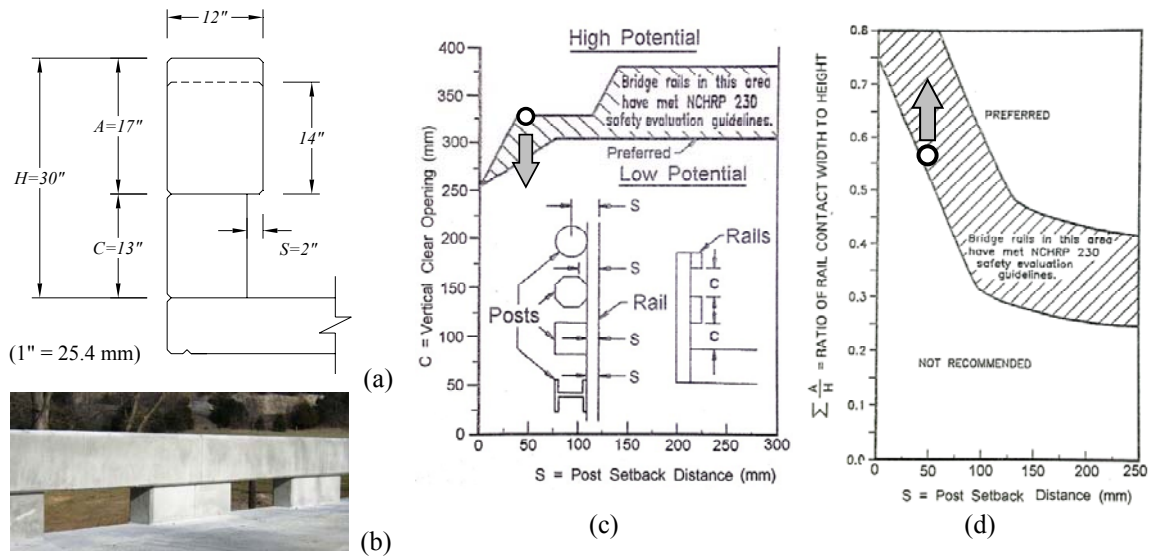 12"
H=30"
A=17"
14"
C=13"
S=2"
(1" = 25.4 mm)
(a)
(b)
High Potential
Bridge rails in this area
have met NCHRP 230
safety evaluation guidelines.
Preferred
Low Potential
S
S
S
S
Posts
Rail
Rails
C
C
C = Vertical Clear Opening (mm)
400
350
300
250
200
150
100
50
0
0
50
100
150
200
250
300
S = Post Setback Distance (mm)
(c)
PREFERRED
Bridge rails in this area
have met NCHRP 230
safety evaluation
guidelines.
NOT RECOMMENDED
∑ A/H = RATIO OF RAIL CONTACT WIDTH TO HEIGHT
0.8
0.7
0.6
0.5
0.4
0.3
0.2
0.1
0.0
0
50
100
150
200
250
S = Post Setback Distance (mm)
(d)